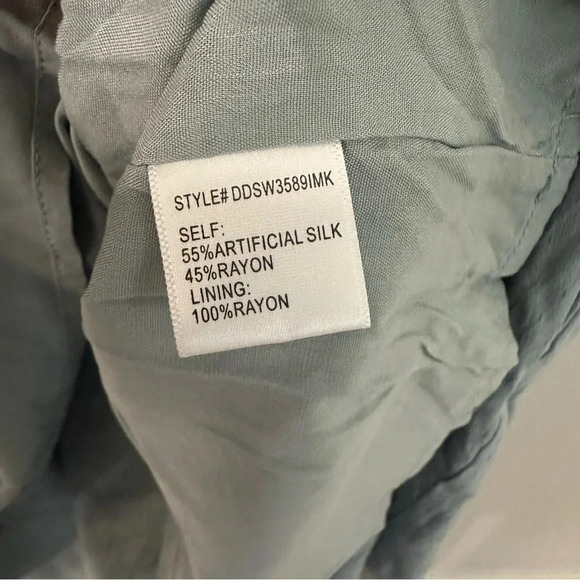 STYLE# DDSW3589IMK
SELF:
55%ARTIFICIAL SILK
45%RAYON
LINING:
100%RAYON